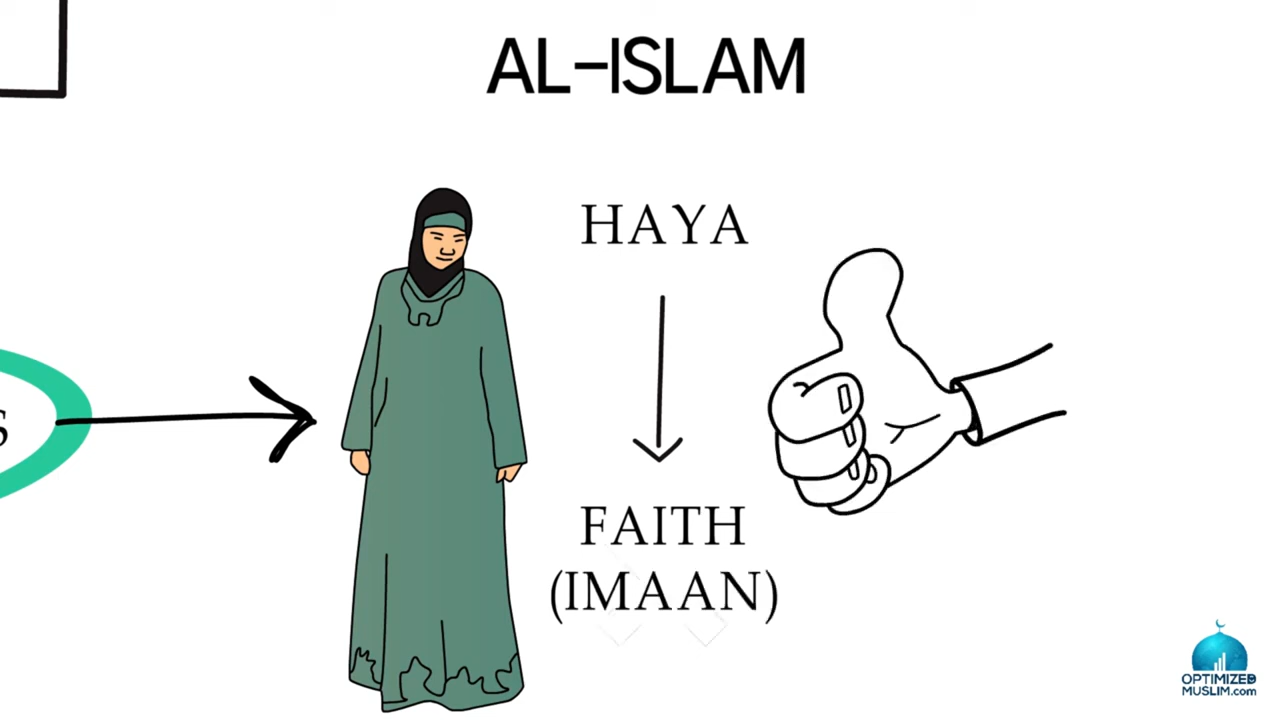 AL-ISLAM
HAYA
S
FAITH
(IMAAN)
OPTIMIZED
MUSLIM.com